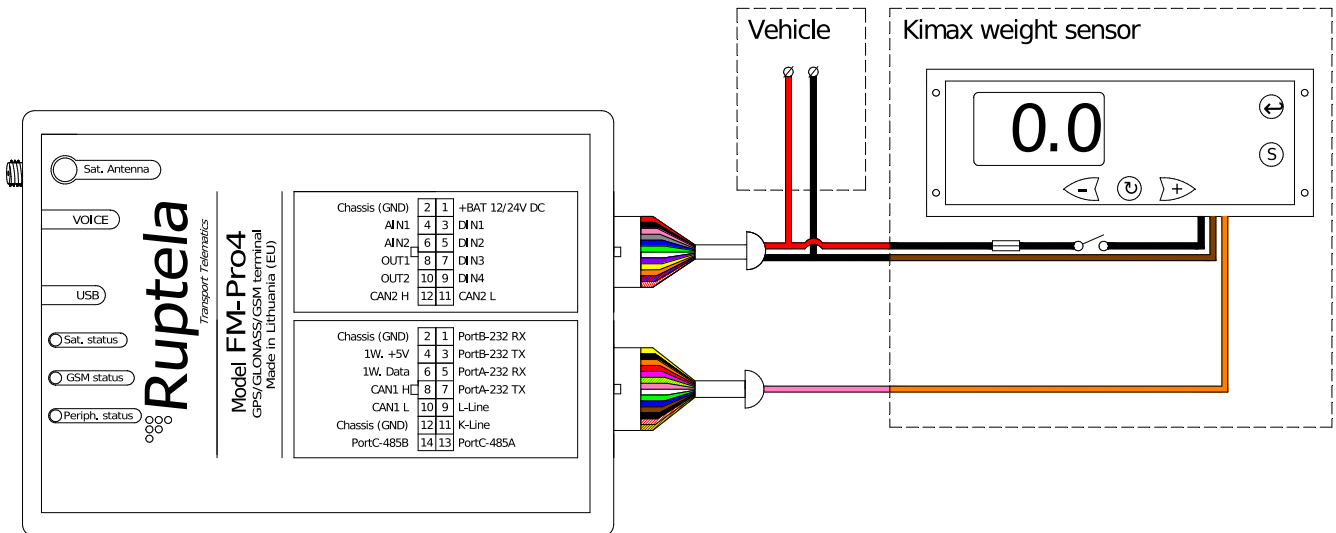 Vehicle
Kimax weight sensor
0.0
S
-
+
Sat. Antenna
VOICE
USB
Sat. status
GSM status
Periph. status
Ruptela
Transport Telematics
Model FM-Pro4
GPS/GLONASS/GSM terminal
Made in Lithuania (EU)
Chassis (GND) 2 1 +BAT 12/24V DC
AIN1 4 3 DIN1
AIN2 6 5 DIN2
OUT1 8 7 DIN3
OUT2 10 9 DIN4
CAN2 H 12 11 CAN2 L
Chassis (GND) 2 1 PortB-232 RX
1W. +5V 4 3 PortB-232 TX
1W. Data 6 5 PortA-232 RX
CAN1 H 8 7 PortA-232 TX
CAN1 L 10 9 L-Line
Chassis (GND) 12 11 K-Line
PortC-485B 14 13 PortC-485A